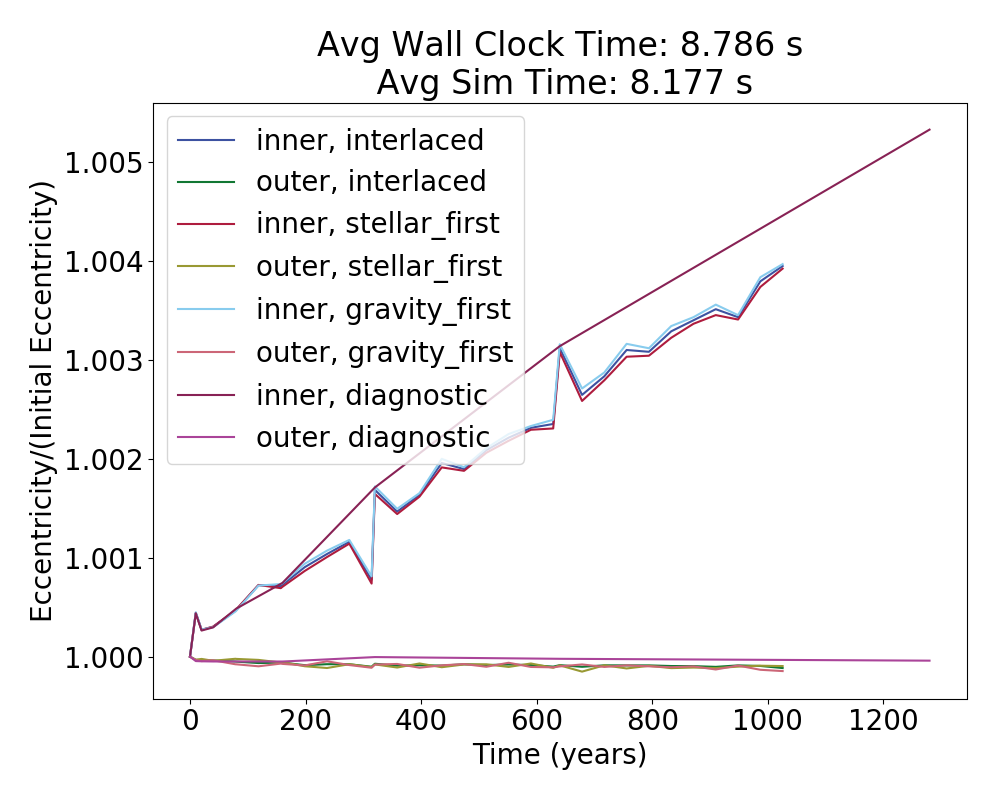 Avg Wall Clock Time: 8.786 s
Avg Sim Time: 8.177 s
inner, interlaced
outer, interlaced
inner, stellar_first
outer, stellar_first
inner, gravity_first
outer, gravity_first
inner, diagnostic
outer, diagnostic
Eccentricity/(Initial Eccentricity)
1.005
1.004
1.003
1.002
1.001
1.000
0 200 400 600 800 1000 1200
Time (years)